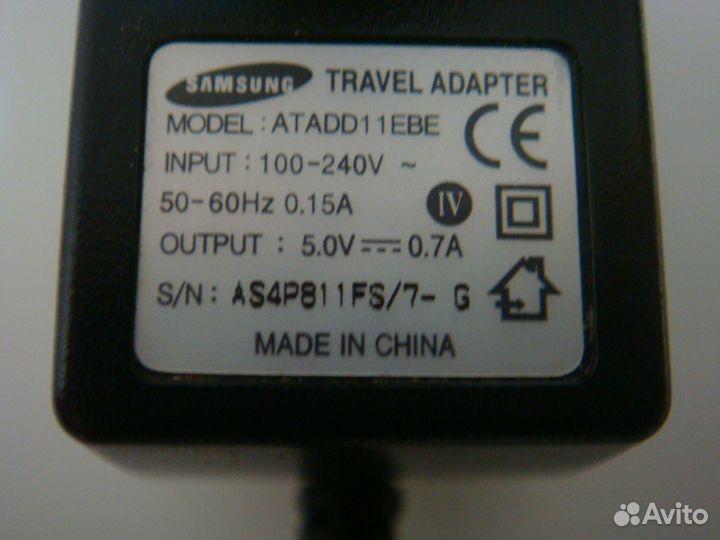 SAMSUNG TRAVEL ADAPTER
MODEL : ATADD11EBE
INPUT : 100-240V ~
50-60Hz 0.15A
IV
OUTPUT : 5.0V⎓0.7A
S/N: AS4P811FS/7- G
MADE IN CHINA
CE
Avito